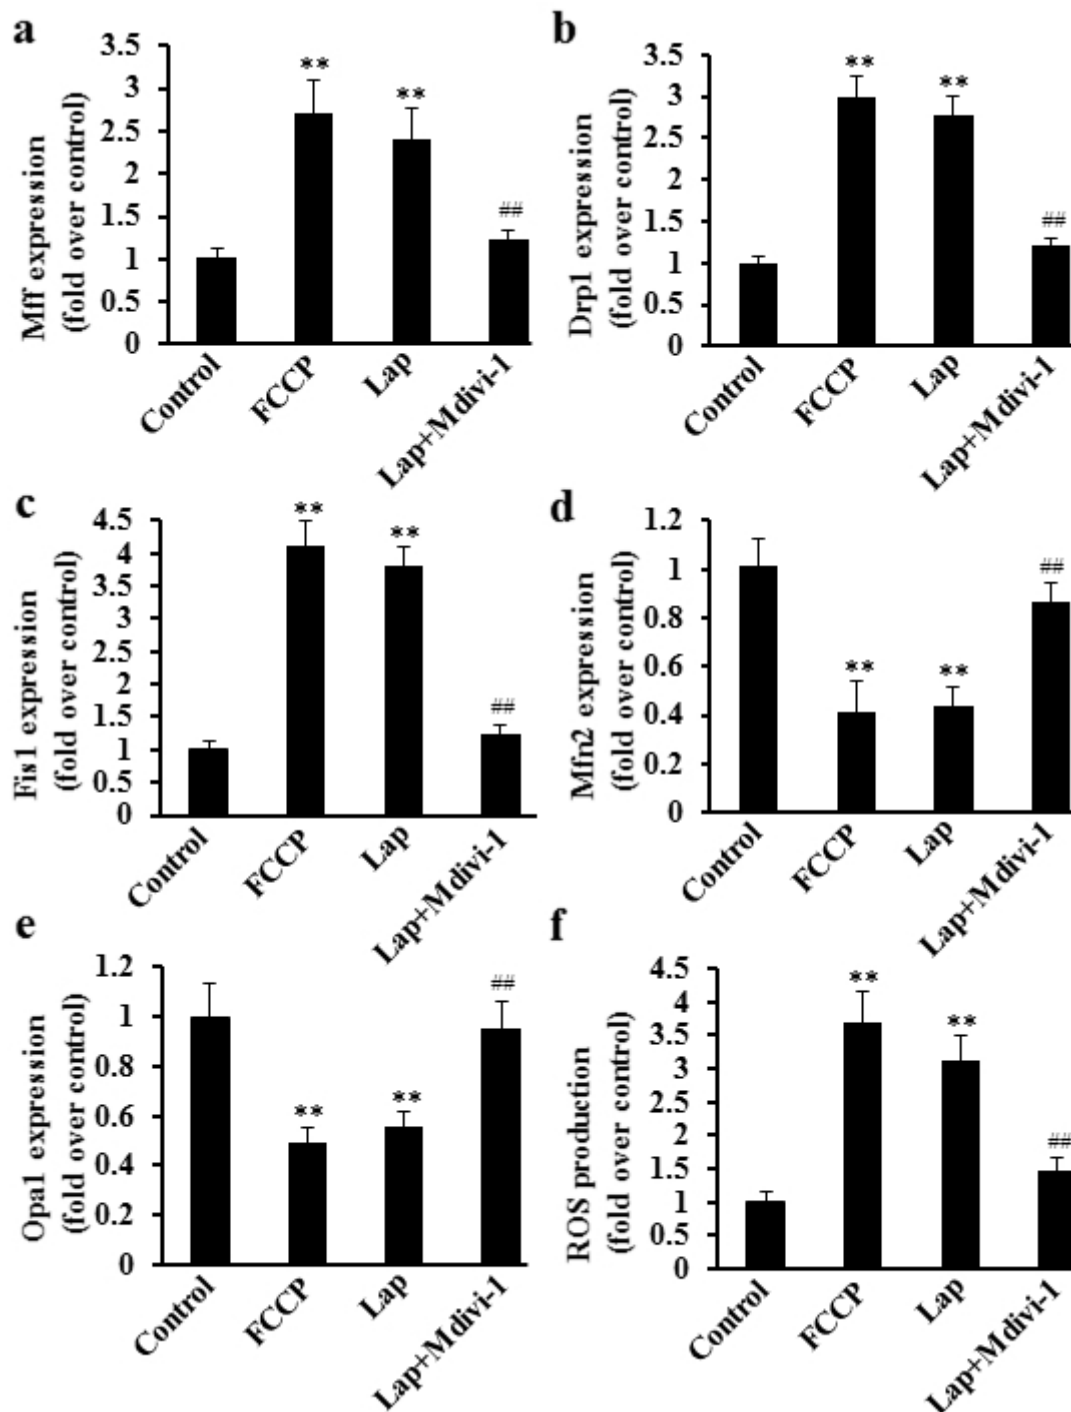 a
Mff expression
(fold over control)
3.5
3
2.5
2
1.5
1
0.5
0
**
**
##
Control
FCCP
Lap
Lap+Mdivi-1
b
Drp1 expression
(fold over control)
3.5
3
2.5
2
1.5
1
0.5
0
**
**
##
Control
FCCP
Lap
Lap+Mdivi-1
c
Fis1 expression
(fold over control)
4.5
4
3.5
3
2.5
2
1.5
1
0.5
0
**
**
##
Control
FCCP
Lap
Lap+Mdivi-1
d
Mfn2 expression
(fold over control)
1.2
1
0.8
0.6
0.4
0.2
0
**
**
##
Control
FCCP
Lap
Lap+Mdivi-1
e
Opa1 expression
(fold over control)
1.2
1
0.8
0.6
0.4
0.2
0
**
**
##
Control
FCCP
Lap
Lap+Mdivi-1
f
ROS production
(fold over control)
4.5
4
3.5
3
2.5
2
1.5
1
0.5
0
**
**
##
Control
FCCP
Lap
Lap+Mdivi-1